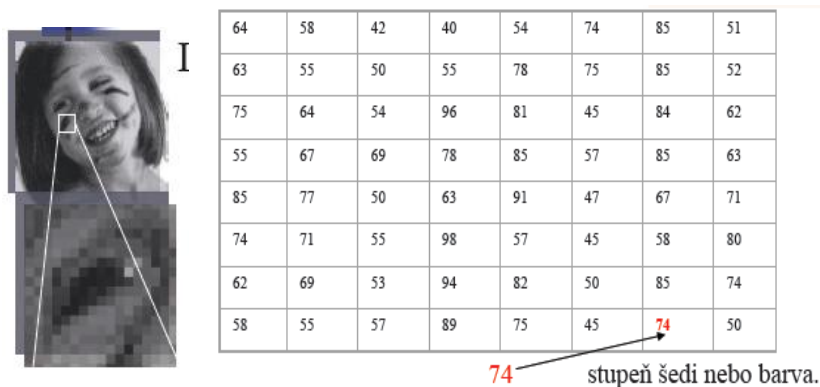 I
64 58 42 40 54 74 85 51
63 55 50 55 78 75 85 52
75 64 54 96 81 45 84 62
55 67 69 78 85 57 85 63
85 77 50 63 91 47 67 71
74 71 55 98 57 45 58 80
62 69 53 94 82 50 85 74
58 55 57 89 75 45 74 50
74 stupeň šedi nebo barva.